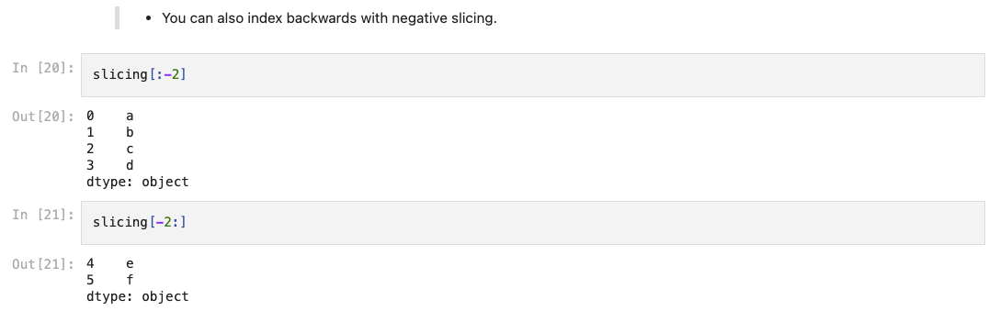 • You can also index backwards with negative slicing.
In [20]: slicing[:-2]
Out[20]: 0    a
1    b
2    c
3    d
dtype: object
In [21]: slicing[-2:]
Out[21]: 4    e
5    f
dtype: object